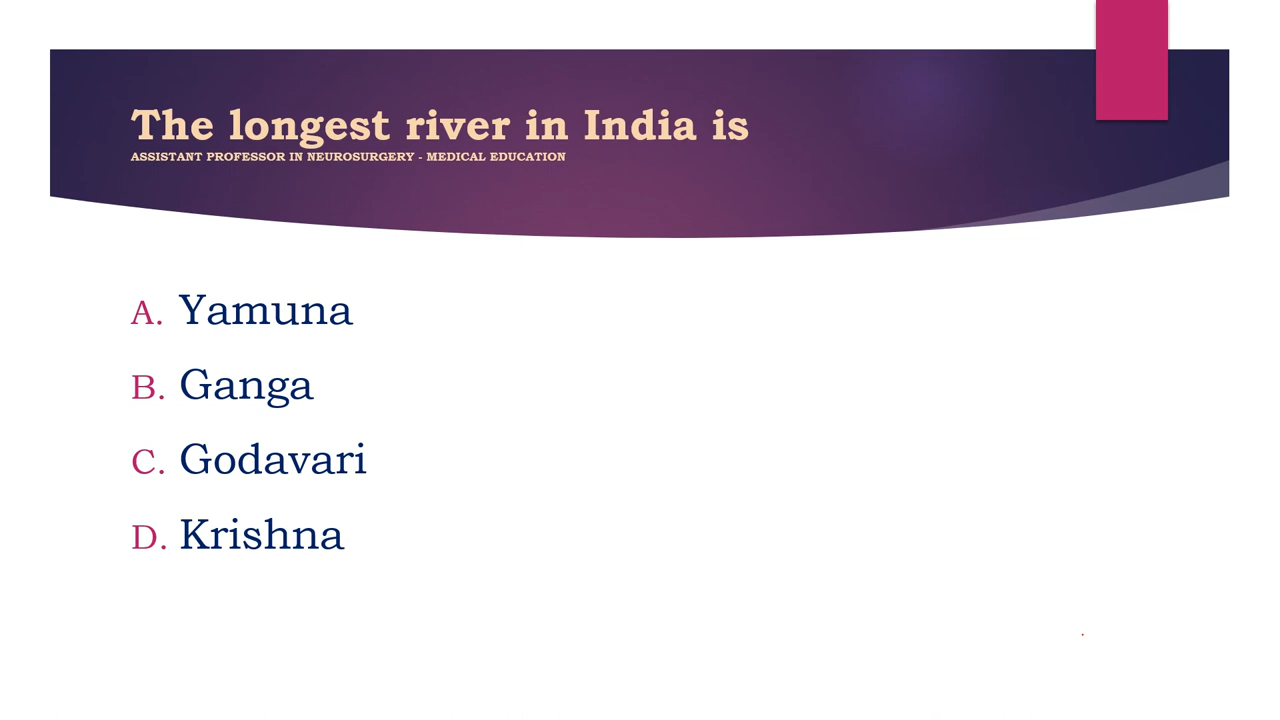 The longest river in India is
ASSISTANT PROFESSOR IN NEUROSURGERY - MEDICAL EDUCATION
A. Yamuna
B. Ganga
C. Godavari
D. Krishna